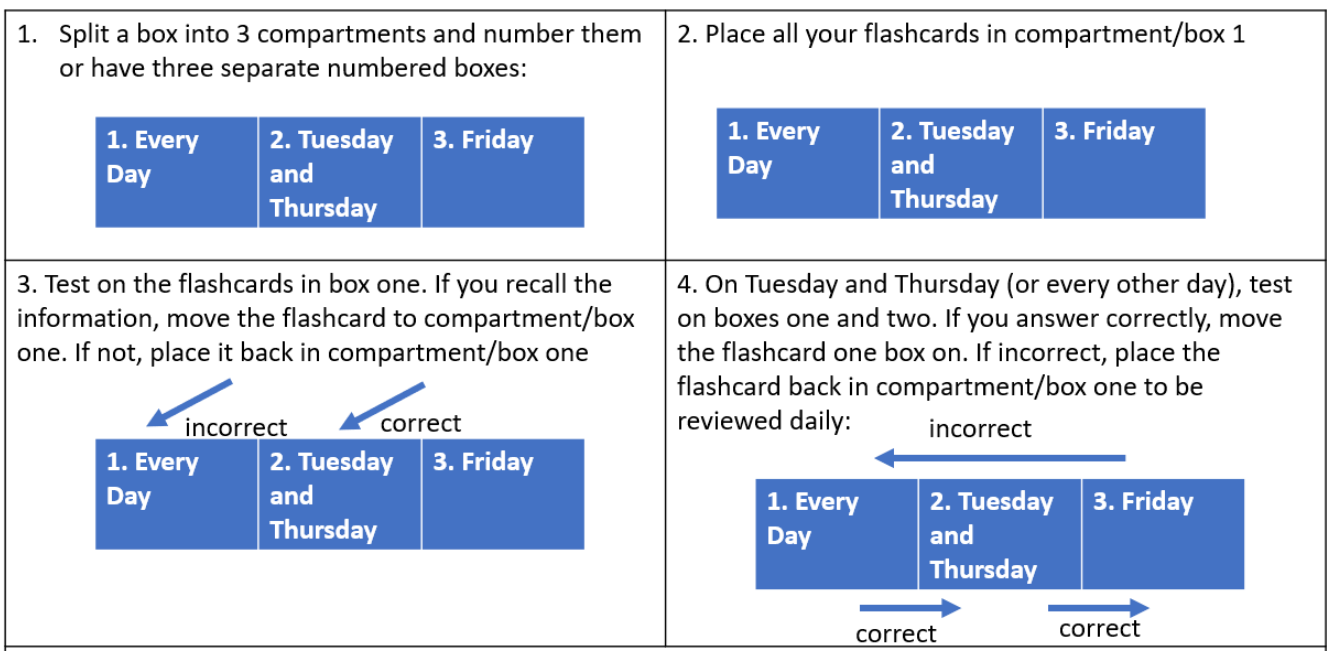 1. Split a box into 3 compartments and number them
or have three separate numbered boxes:
1. Every
Day
2. Tuesday
and
Thursday
3. Friday
2. Place all your flashcards in compartment/box 1
1. Every
Day
2. Tuesday
and
Thursday
3. Friday
3. Test on the flashcards in box one. If you recall the
information, move the flashcard to compartment/box
one. If not, place it back in compartment/box one
incorrect
correct
1. Every
Day
2. Tuesday
and
Thursday
3. Friday
4. On Tuesday and Thursday (or every other day), test
on boxes one and two. If you answer correctly, move
the flashcard one box on. If incorrect, place the
flashcard back in compartment/box one to be
reviewed daily:
incorrect
1. Every
Day
2. Tuesday
and
Thursday
3. Friday
correct
correct